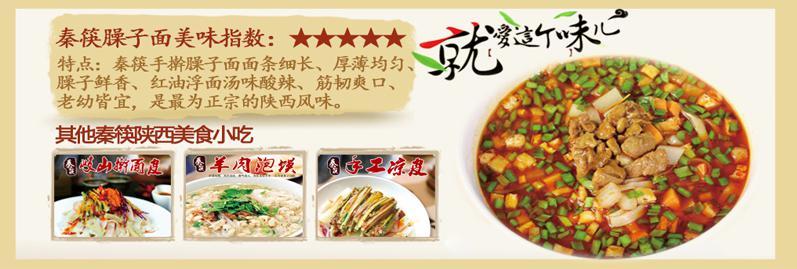 秦筷臊子面美味指数：★★★★★
特点：秦筷手擀臊子面面条细长、厚薄均匀、
臊子鲜香、红油浮面汤味酸辣、筋韧爽口、
老幼皆宜，是最为正宗的陕西风味。
就爱這个味儿
其他秦筷陕西美食小吃
岐山擀面皮
羊肉泡馍
手工凉皮